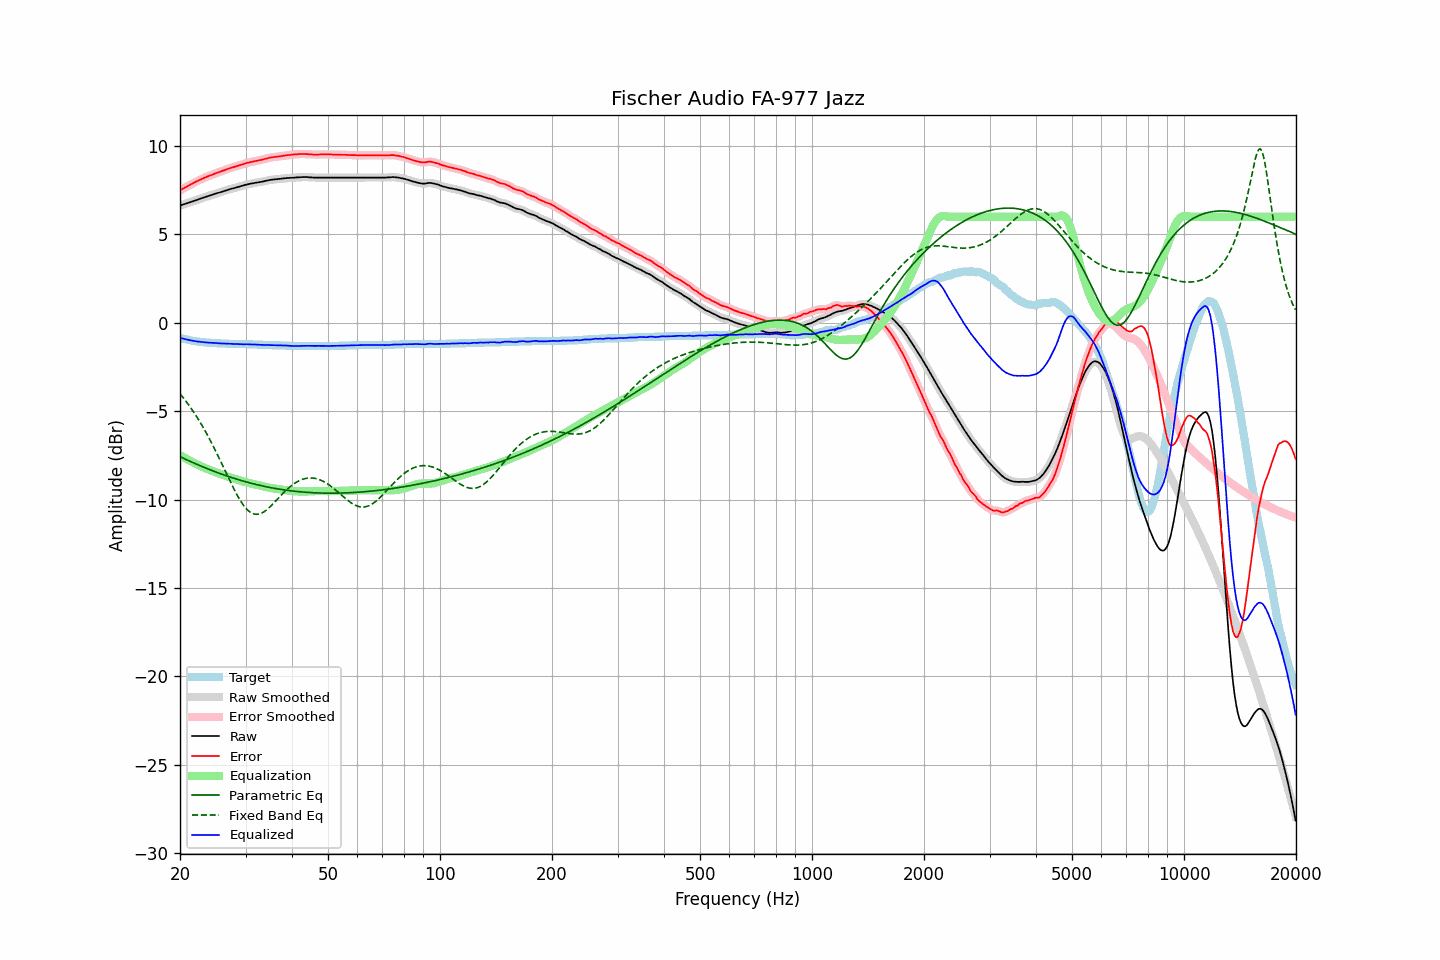 Fischer Audio FA-977 Jazz
Amplitude (dBr)
10
5
0
−5
−10
−15
−20
−25
−30
Target
Raw Smoothed
Error Smoothed
Raw
Error
Equalization
Parametric Eq
Fixed Band Eq
Equalized
20 50 100 200 500 1000 2000 5000 10000 20000
Frequency (Hz)